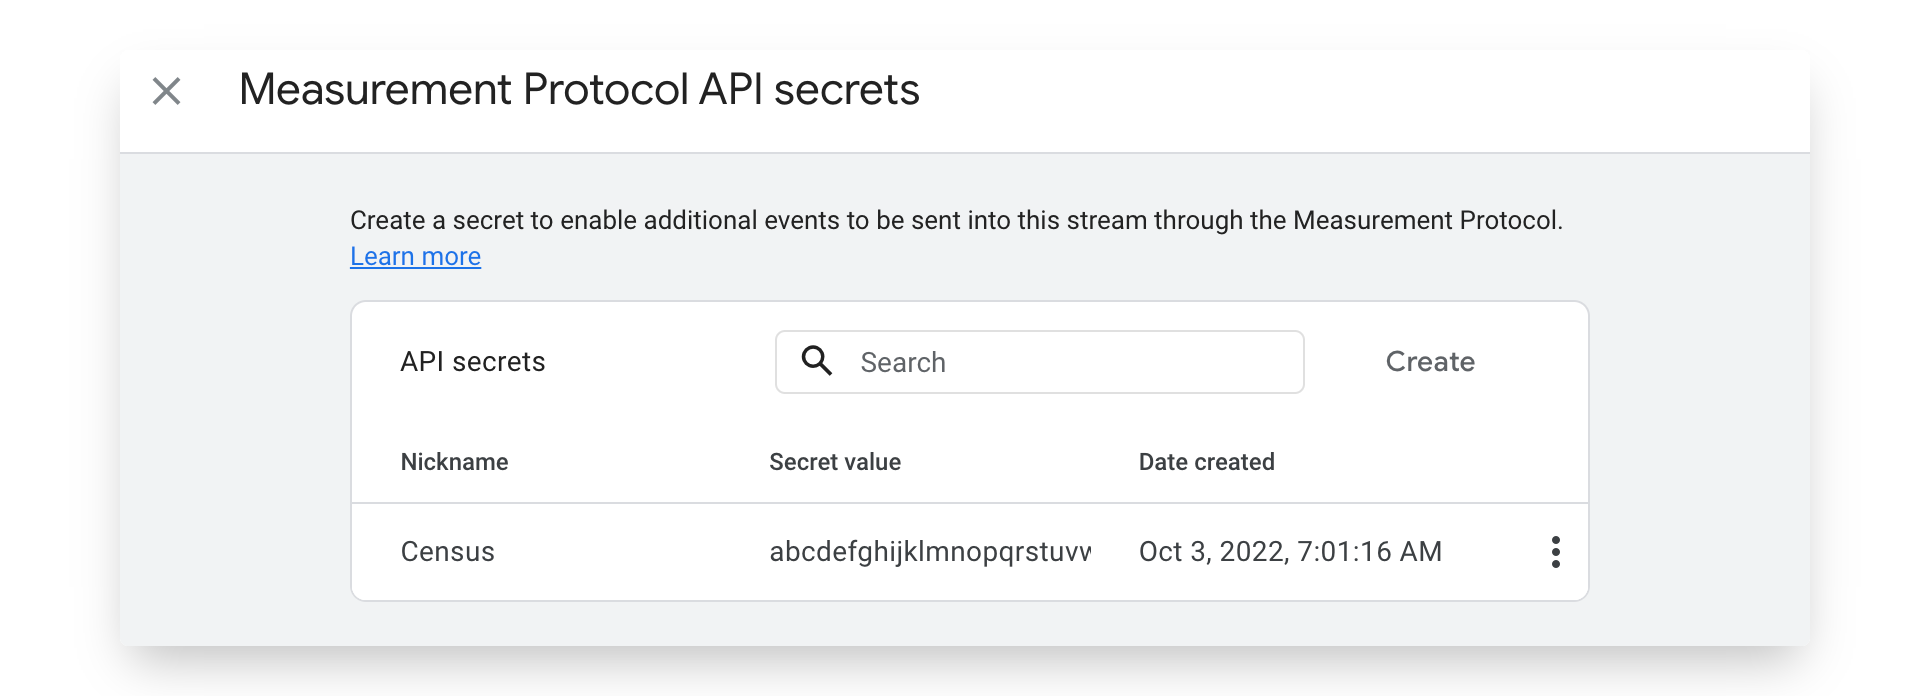 Measurement Protocol API secrets
Create a secret to enable additional events to be sent into this stream through the Measurement Protocol.
Learn more
API secrets
Search
Create
Nickname
Secret value
Date created
Census
abcdefghijklmnopqrstuvw
Oct 3, 2022, 7:01:16 AM